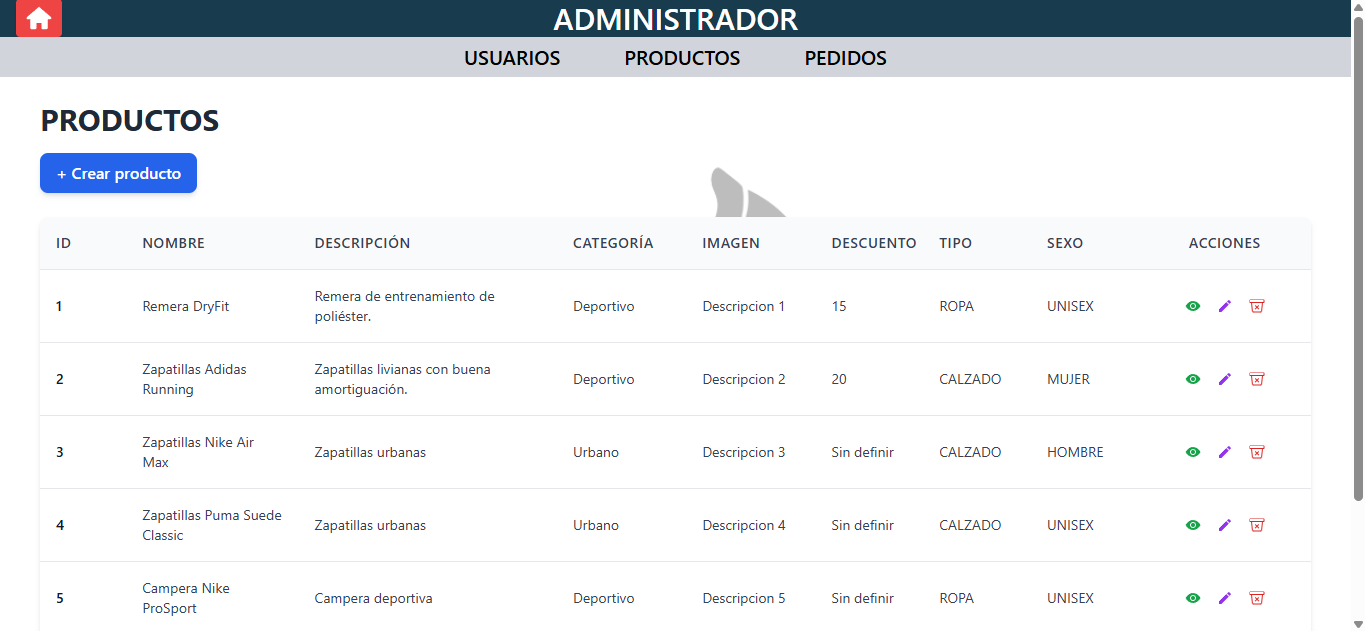 ADMINISTRADOR
USUARIOS PRODUCTOS PEDIDOS
PRODUCTOS
+ Crear producto
ID NOMBRE DESCRIPCIÓN CATEGORÍA IMAGEN DESCUENTO TIPO SEXO ACCIONES
1 Remera DryFit Remera de entrenamiento de poliéster. Deportivo Descripcion 1 15 ROPA UNISEX
2 Zapatillas Adidas Running Zapatillas livianas con buena amortiguación. Deportivo Descripcion 2 20 CALZADO MUJER
3 Zapatillas Nike Air Max Zapatillas urbanas Urbano Descripcion 3 Sin definir CALZADO HOMBRE
4 Zapatillas Puma Suede Classic Zapatillas urbanas Urbano Descripcion 4 Sin definir CALZADO UNISEX
5 Campera Nike ProSport Campera deportiva Deportivo Descripcion 5 Sin definir ROPA UNISEX